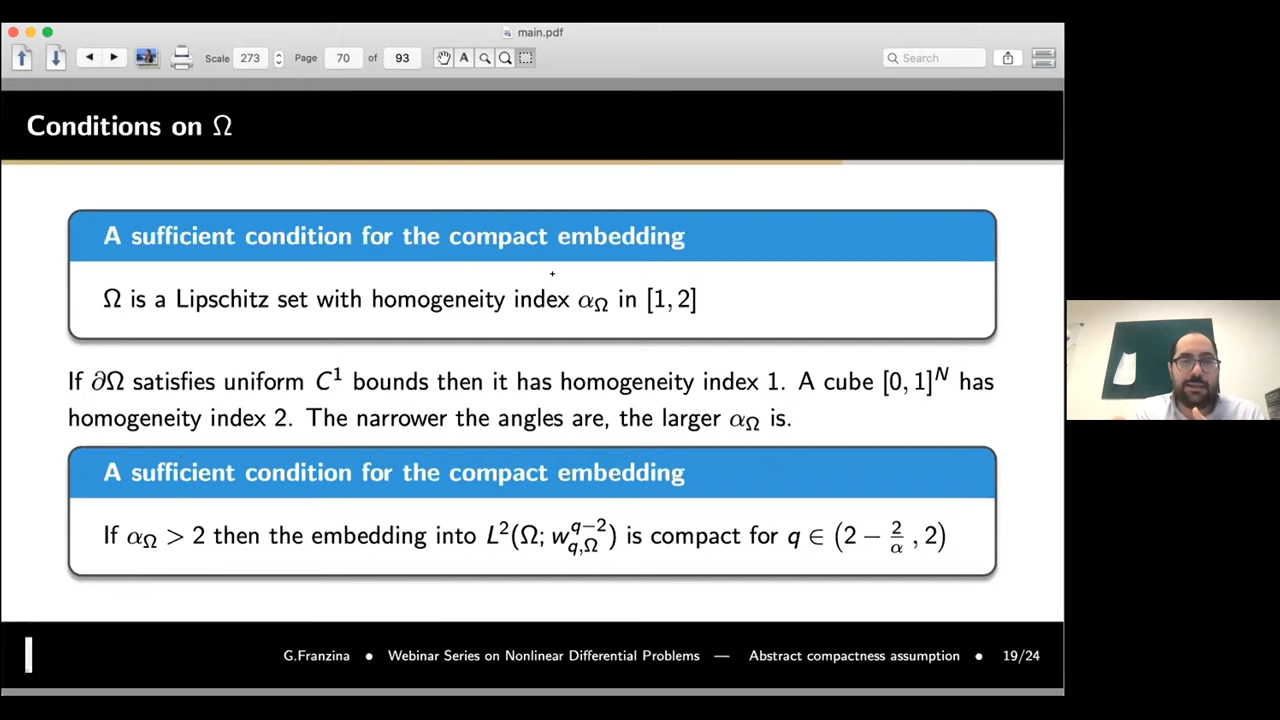 main.pdf
Scale 273 Page 70 of 93 A Search
Conditions on Ω
A sufficient condition for the compact embedding
Ω is a Lipschitz set with homogeneity index α_Ω in [1, 2]
If ∂Ω satisfies uniform C^1 bounds then it has homogeneity index 1. A cube [0, 1]^N has
homogeneity index 2. The narrower the angles are, the larger α_Ω is.
A sufficient condition for the compact embedding
If α_Ω > 2 then the embedding into L^2(Ω; w_{q,Ω}^{q−2}) is compact for q ∈ (2 − 2/α , 2)
G.Franzina • Webinar Series on Nonlinear Differential Problems — Abstract compactness assumption • 19/24